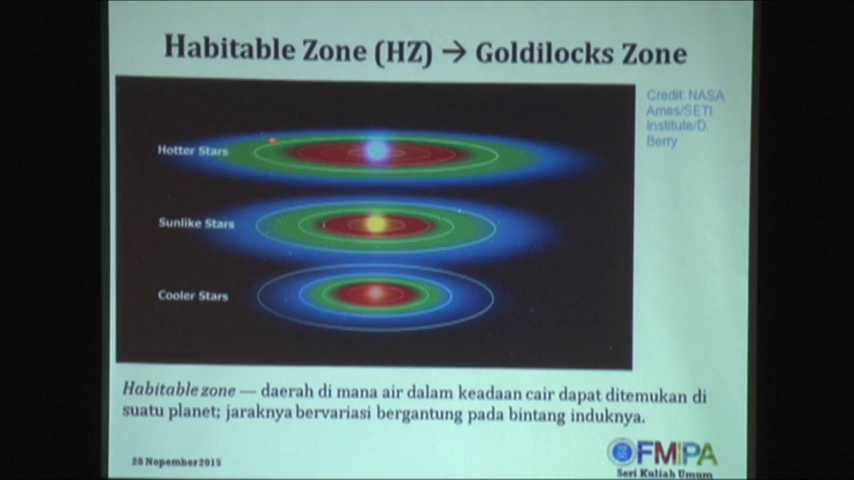 Habitable Zone (HZ) → Goldilocks Zone
Credit: NASA
Ames/SETI
Institute/D.
Berry
Hotter Stars
Sunlike Stars
Cooler Stars
Habitable zone — daerah di mana air dalam keadaan cair dapat ditemukan di
suatu planet; jaraknya bervariasi bergantung pada bintang induknya.
28 Nopember 2015
FMIPA
Seri Kuliah Umum